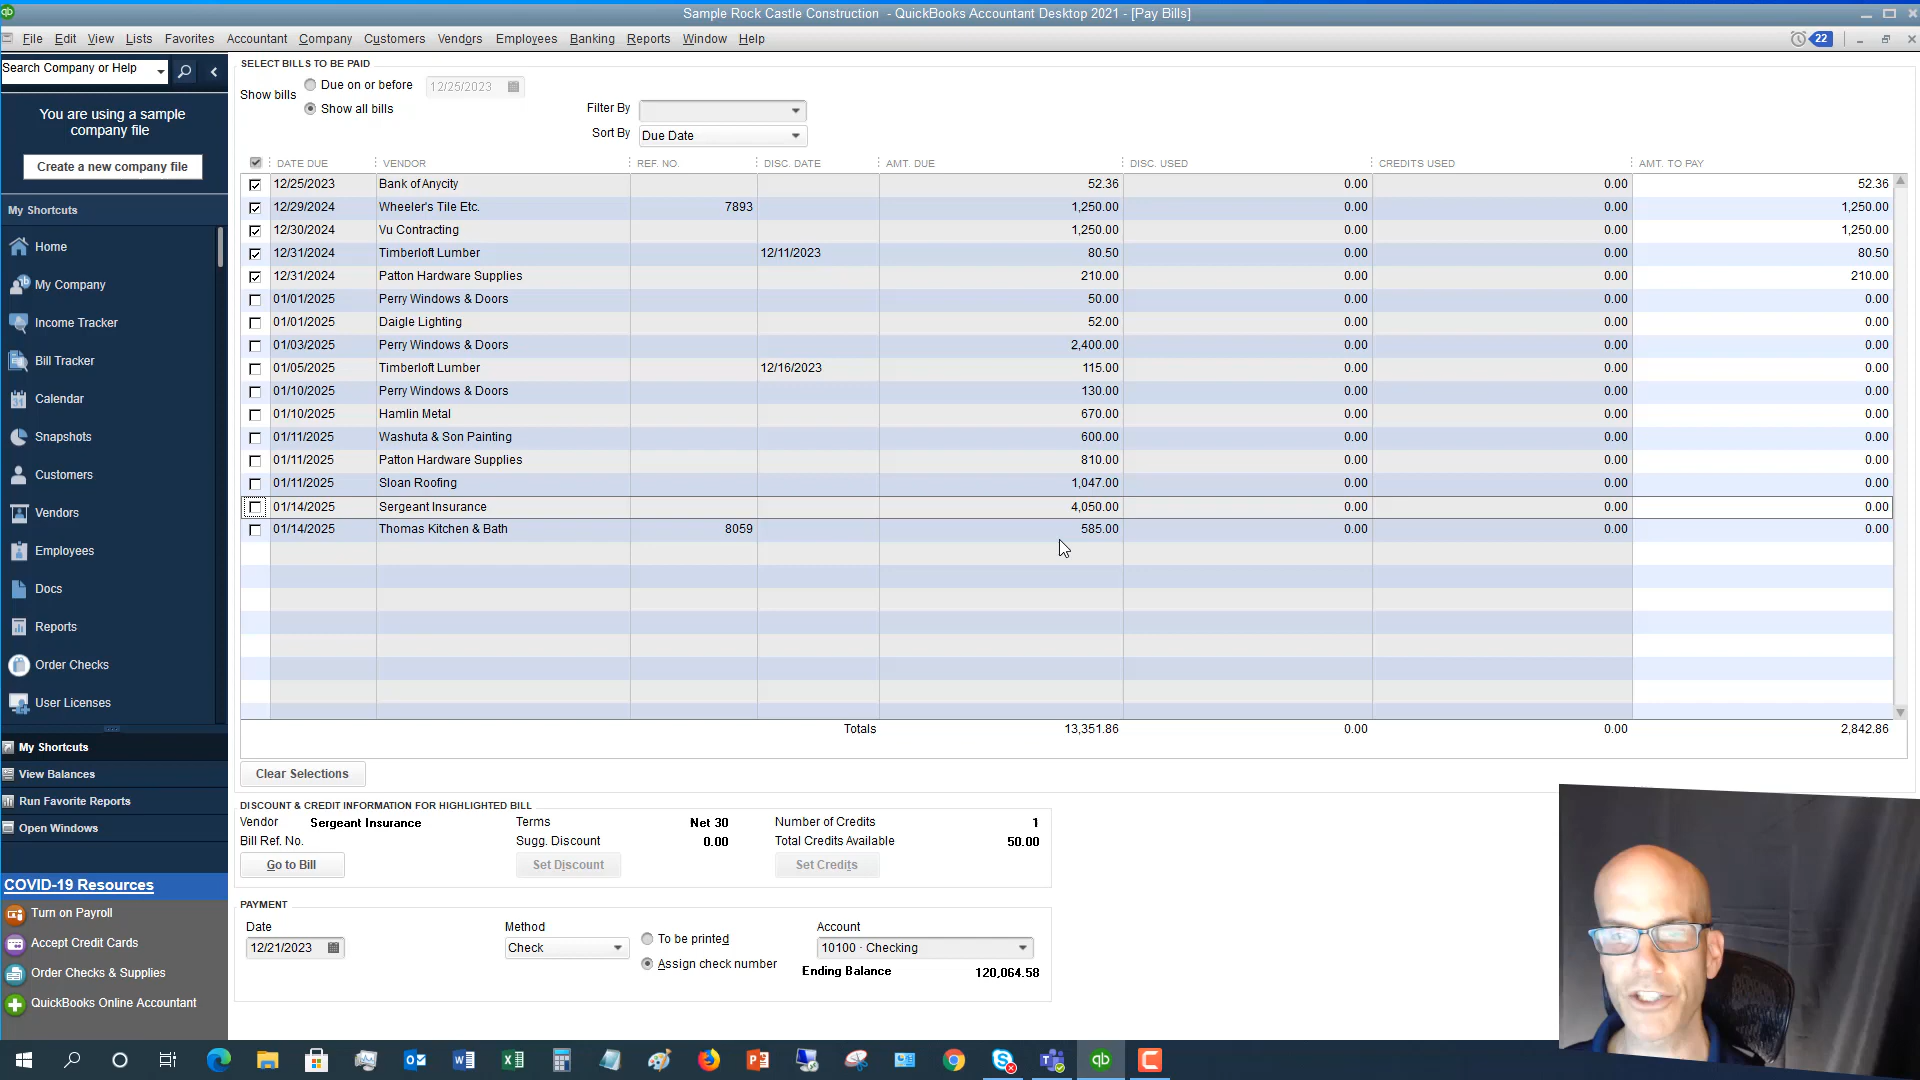 Sample Rock Castle Construction - QuickBooks Accountant Desktop 2021 - [Pay Bills]
File Edit View Lists Favorites Accountant Company Customers Vendors Employees Banking Reports Window Help 22
Search Company or Help
You are using a sample
company file
Create a new company file
My Shortcuts
Home
My Company
Income Tracker
Bill Tracker
Calendar
Snapshots
Customers
Vendors
Employees
Docs
Reports
Order Checks
User Licenses
My Shortcuts
View Balances
Run Favorite Reports
Open Windows
COVID-19 Resources
Turn on Payroll
Accept Credit Cards
Order Checks & Supplies
QuickBooks Online Accountant
SELECT BILLS TO BE PAID
Show bills Due on or before 12/25/2023
Show all bills
Filter By
Sort By Due Date
DATE DUE VENDOR REF. NO. DISC. DATE AMT. DUE DISC. USED CREDITS USED AMT. TO PAY
12/25/2023 Bank of Anycity 52.36 0.00 0.00 52.36
12/29/2024 Wheeler's Tile Etc. 7893 1,250.00 0.00 0.00 1,250.00
12/30/2024 Vu Contracting 1,250.00 0.00 0.00 1,250.00
12/31/2024 Timberloft Lumber 12/11/2023 80.50 0.00 0.00 80.50
12/31/2024 Patton Hardware Supplies 210.00 0.00 0.00 210.00
01/01/2025 Perry Windows & Doors 50.00 0.00 0.00 0.00
01/01/2025 Daigle Lighting 52.00 0.00 0.00 0.00
01/03/2025 Perry Windows & Doors 2,400.00 0.00 0.00 0.00
01/05/2025 Timberloft Lumber 12/16/2023 115.00 0.00 0.00 0.00
01/10/2025 Perry Windows & Doors 130.00 0.00 0.00 0.00
01/10/2025 Hamlin Metal 670.00 0.00 0.00 0.00
01/11/2025 Washuta & Son Painting 600.00 0.00 0.00 0.00
01/11/2025 Patton Hardware Supplies 810.00 0.00 0.00 0.00
01/11/2025 Sloan Roofing 1,047.00 0.00 0.00 0.00
01/14/2025 Sergeant Insurance 4,050.00 0.00 0.00 0.00
01/14/2025 Thomas Kitchen & Bath 8059 585.00 0.00 0.00 0.00
Totals 13,351.86 0.00 0.00 2,842.86
Clear Selections
DISCOUNT & CREDIT INFORMATION FOR HIGHLIGHTED BILL
Vendor Sergeant Insurance Terms Net 30 Number of Credits 1
Bill Ref. No. Sugg. Discount 0.00 Total Credits Available 50.00
Go to Bill Set Discount Set Credits
PAYMENT
Date Method Account
12/21/2023 Check To be printed 10100 · Checking
Assign check number Ending Balance 120,064.58